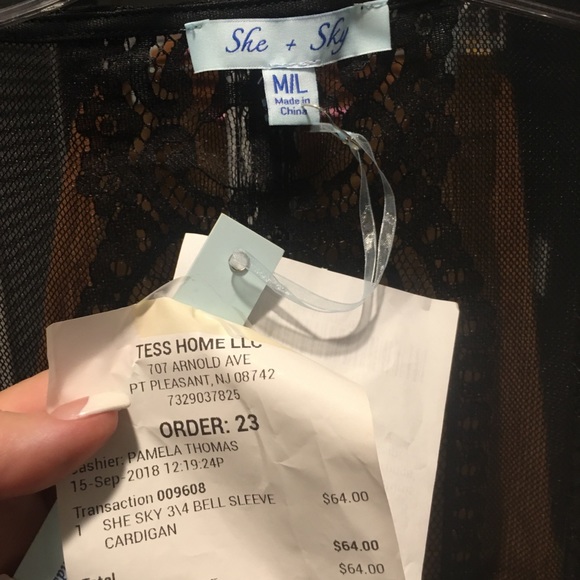 She + Sky
M/L
Made in
China
TESS HOME LLC
707 ARNOLD AVE
PT PLEASANT, NJ 08742
7329037825
ORDER: 23
Cashier: PAMELA THOMAS
15-Sep-2018 12:19:24P
Transaction 009608
1 SHE SKY 3\4 BELL SLEEVE $64.00
CARDIGAN
$64.00
Total $64.00